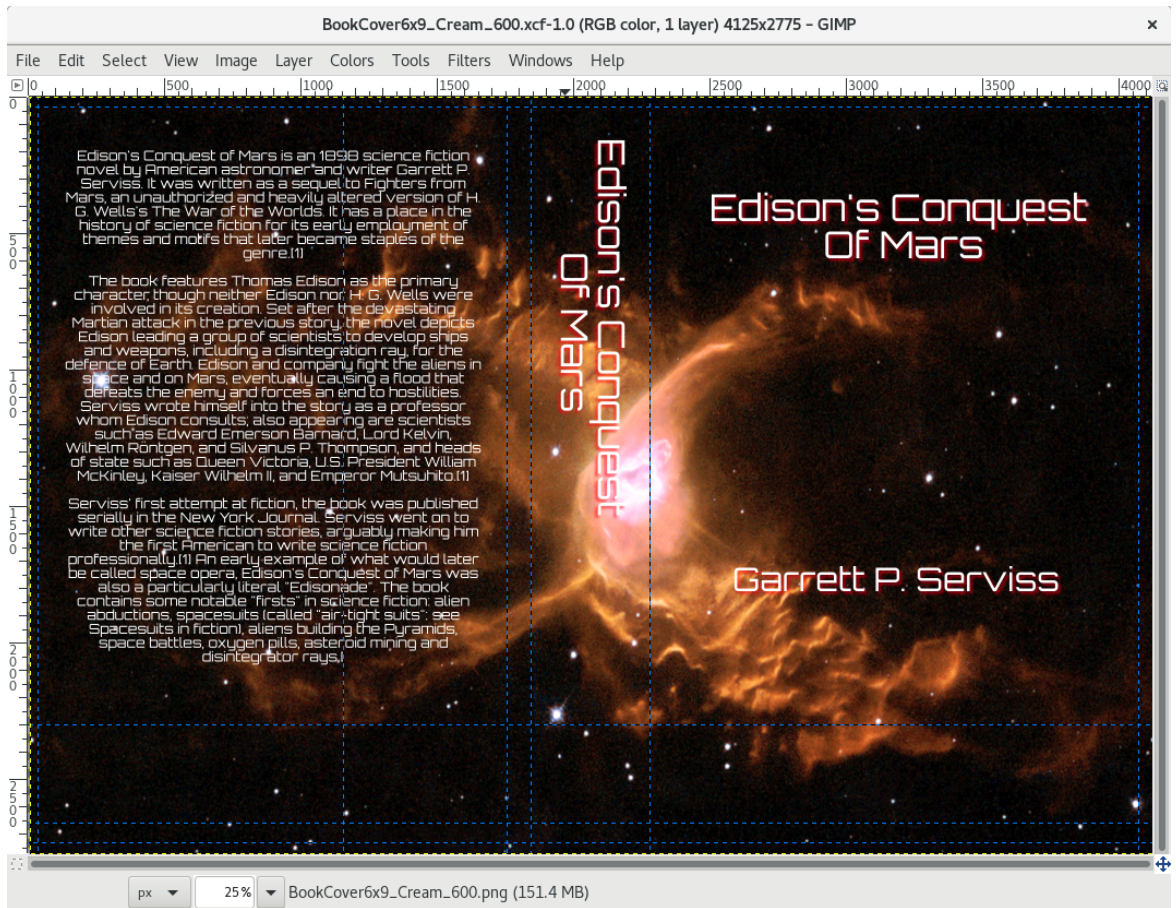 BookCover6x9_Cream_600.xcf-1.0 (RGB color, 1 layer) 4125x2775 – GIMP
File Edit Select View Image Layer Colors Tools Filters Windows Help
0 500 1000 1500 2000 2500 3000 3500 4000
0
500
1000
1500
2000
2500
Edison's Conquest of Mars is an 1898 science fiction
novel by American astronomer and writer Garrett P.
Serviss. It was written as a sequel to Fighters from
Mars, an unauthorized and heavily altered version of H.
G. Wells's The War of the Worlds. It has a place in the
history of science fiction for its early employment of
themes and motifs that later became staples of the
genre.[1]
The book features Thomas Edison as the primary
character, though neither Edison nor H. G. Wells were
involved in its creation. Set after the devastating
Martian attack in the previous story, the novel depicts
Edison leading a group of scientists to develop ships
and weapons, including a disintegration ray, for the
defence of Earth. Edison and company fight the aliens in
space and on Mars, eventually causing a flood that
defeats the enemy and forces an end to hostilities.
Serviss wrote himself into the story as a professor
whom Edison consults; also appearing are scientists
such as Edward Emerson Barnard, Lord Kelvin,
Wilhelm Röntgen, and Silvanus P. Thompson, and heads
of state such as Queen Victoria, U.S. President William
McKinley, Kaiser Wilhelm II, and Emperor Mutsuhito.[1]
Serviss' first attempt at fiction, the book was published
serially in the New York Journal. Serviss went on to
write other science fiction stories, arguably making him
the first American to write science fiction
professionally.[1] An early example of what would later
be called space opera, Edison's Conquest of Mars was
also a particularly literal "Edisonade". The book
contains some notable "firsts" in science fiction: alien
abductions, spacesuits (called "air-tight suits": see
Spacesuits in fiction), aliens building the Pyramids,
space battles, oxygen pills, asteroid mining and
disintegrator rays.
Edison's Conquest
Of Mars
Edison's Conquest
Of Mars
Garrett P. Serviss
px 25% BookCover6x9_Cream_600.png (151.4 MB)